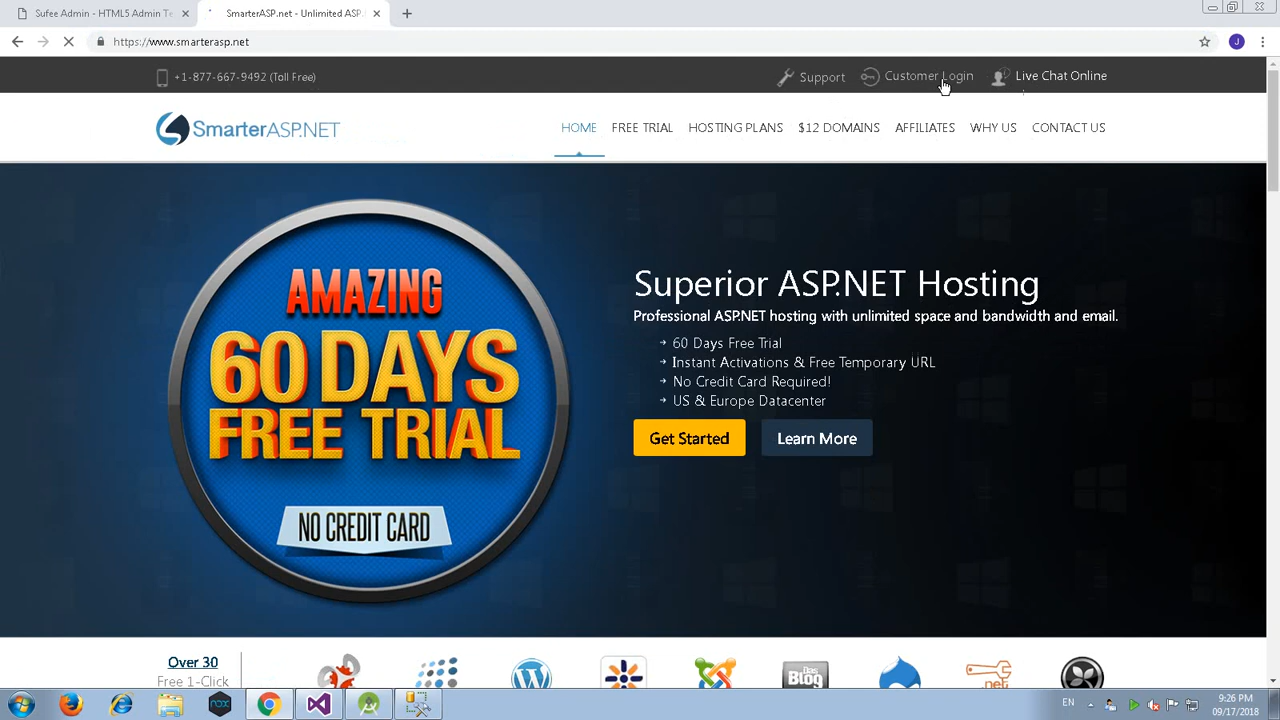 Sufee Admin - HTML5 Admin Te
SmarterASP.net - Unlimited ASP.
https://www.smarterasp.net
J
+1-877-667-9492 (Toll Free)
Support
Customer Login
Live Chat Online
SmarterASP.NET
HOME
FREE TRIAL
HOSTING PLANS
$12 DOMAINS
AFFILIATES
WHY US
CONTACT US
AMAZING
60 DAYS
FREE TRIAL
NO CREDIT CARD
Superior ASP.NET Hosting
Professional ASP.NET hosting with unlimited space and bandwidth and email.
60 Days Free Trial
Instant Activations & Free Temporary URL
No Credit Card Required!
US & Europe Datacenter
Get Started
Learn More
Over 30
Free 1-Click
Das
Blog
.net
nox
EN
9:26 PM
09/17/2018